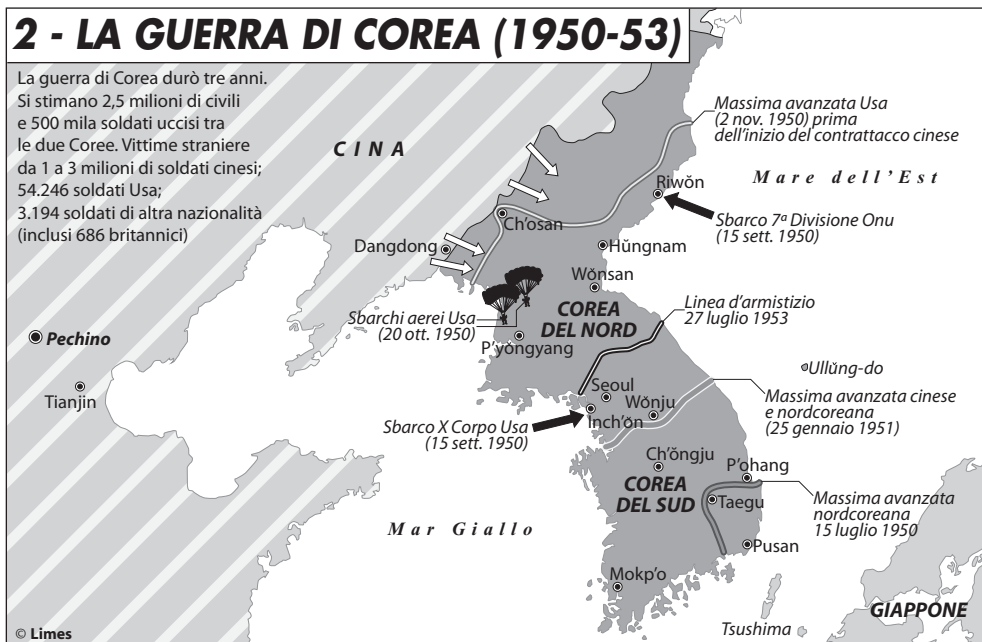 2 - LA GUERRA DI COREA (1950-53)
La guerra di Corea durò tre anni.
Si stimano 2,5 milioni di civili
e 500 mila soldati uccisi tra
le due Coree. Vittime straniere
da 1 a 3 milioni di soldati cinesi;
54.246 soldati Usa;
3.194 soldati di altra nazionalità
(inclusi 686 britannici)
CINA
Massima avanzata Usa
(2 nov. 1950) prima
dell'inizio del contrattacco cinese
Mare dell'Est
Riwŏn
Sbarco 7ª Divisione Onu
(15 sett. 1950)
Ch'osan
Dangdong
Hŭngnam
Wŏnsan
Sbarchi aerei Usa
(20 ott. 1950)
COREA
DEL NORD
Linea d'armistizio
27 luglio 1953
Pechino
P'yŏngyang
Tianjin
Ullŭng-do
Seoul
Wŏnju
Inch'ŏn
Massima avanzata cinese
e nordcoreana
(25 gennaio 1951)
Sbarco X Corpo Usa
(15 sett. 1950)
Ch'ŏngju
P'ohang
COREA
DEL SUD
Taegu
Massima avanzata
nordcoreana
15 luglio 1950
Mar Giallo
Pusan
Mokp'o
GIAPPONE
Tsushima
© Limes